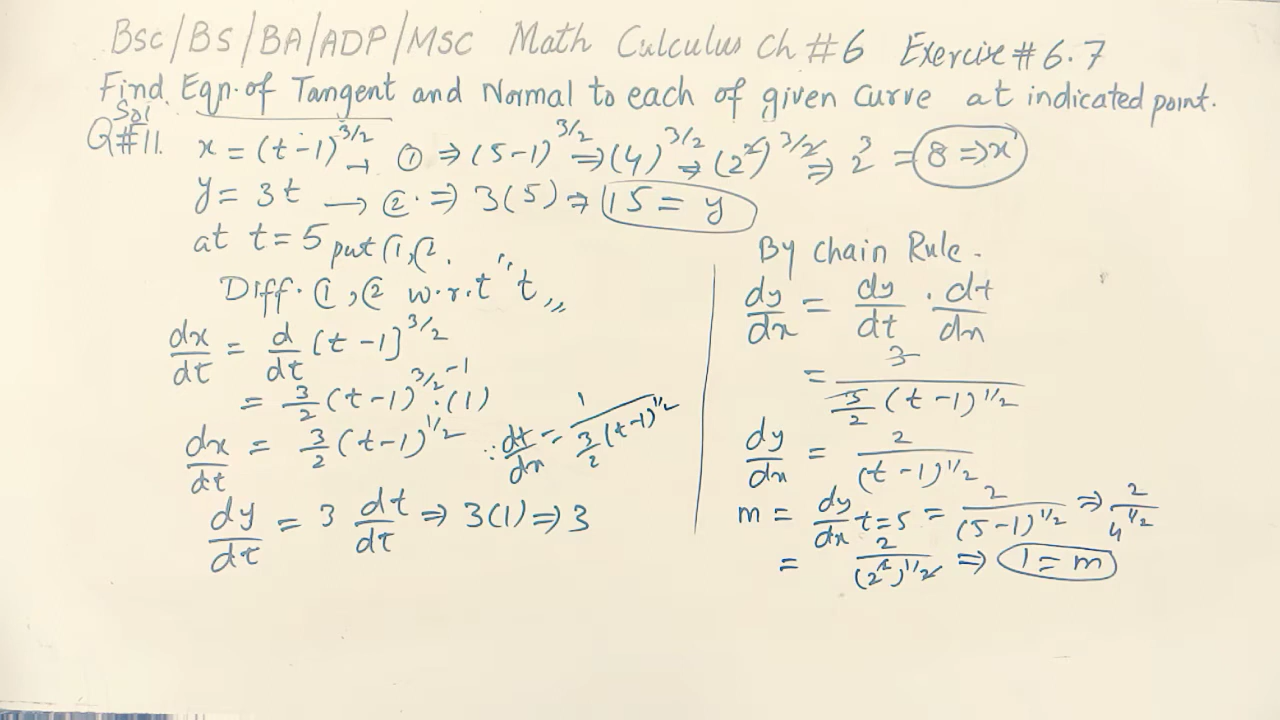 Bsc/BS/BA/ADP/MSC Math Calculus Ch #6 Exercise #6.7
Find Eqn. of Tangent and Normal to each of given Curve at indicated point.
Sol
Q#11. x = (t-1)^3/2 → ① ⇒ (5-1)^3/2 ⇒ (4)^3/2 ⇒ (2^2)^3/2 ⇒ 2^3 = 8 ⇒ x
y = 3t → ②. ⇒ 3(5) ⇒ 15 = y
at t = 5 put (1,(2.
Diff. ①,② w.r.t "t,,
dx/dt = d/dt (t-1]^3/2
= 3/2 (t-1)^3/2-1 .(1)
dx/dt = 3/2 (t-1)^1/2 ∵ dt/dx = 1/(3/2 (t-1)^1/2)
dy/dt = 3 dt/dt ⇒ 3(1) ⇒ 3
By Chain Rule.
dy/dx = dy/dt . dt/dx
= 3/(3/2 (t-1)^1/2)
dy/dx = 2/(t-1)^1/2
m = dy/dx t=5 = 2/(5-1)^1/2 ⇒ 2/4^1/2
= 2/(2^2)^1/2 ⇒ 1 = m